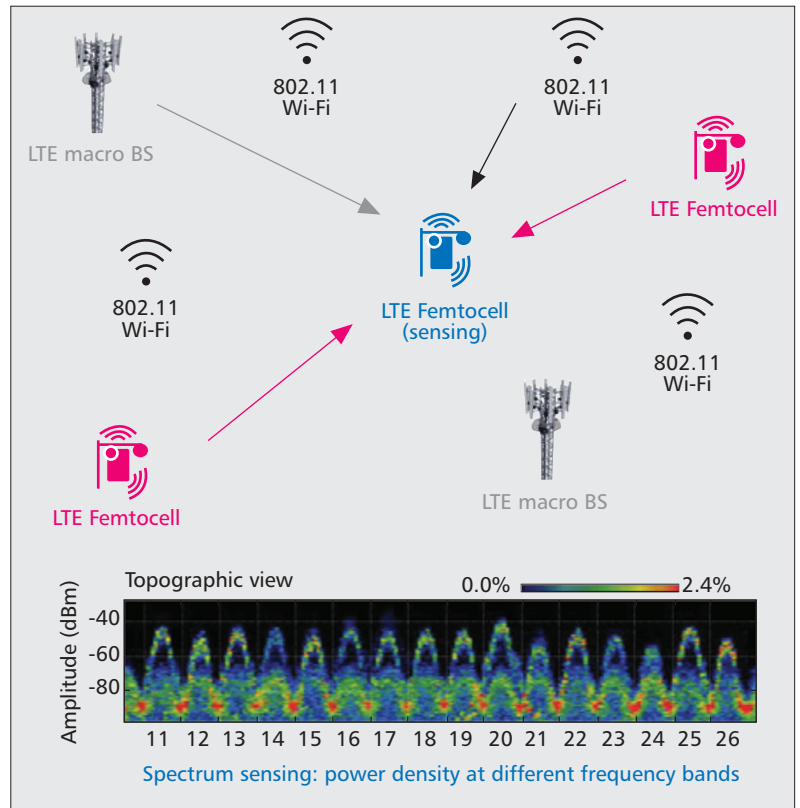 802.11
Wi-Fi
802.11
Wi-Fi
LTE macro BS
LTE Femtocell
802.11
Wi-Fi
LTE Femtocell
(sensing)
802.11
Wi-Fi
LTE macro BS
LTE Femtocell
Topographic view
0.0%
2.4%
Amplitude (dBm)
-40
-60
-80
11 12 13 14 15 16 17 18 19 20 21 22 23 24 25 26
Spectrum sensing: power density at different frequency bands